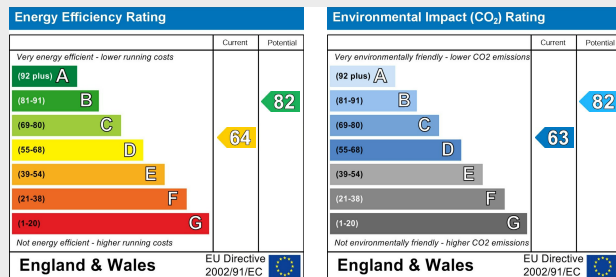 Energy Efficiency Rating
Current Potential
Very energy efficient - lower running costs
(92 plus) A
(81-91) B
82
(69-80) C
(55-68) D
64
(39-54) E
(21-38) F
(1-20) G
Not energy efficient - higher running costs
England & Wales
EU Directive
2002/91/EC
Environmental Impact (CO₂) Rating
Current Potential
Very environmentally friendly - lower CO2 emissions
(92 plus) A
(81-91) B
82
(69-80) C
(55-68) D
63
(39-54) E
(21-38) F
(1-20) G
Not environmentally friendly - higher CO2 emissions
England & Wales
EU Directive
2002/91/EC